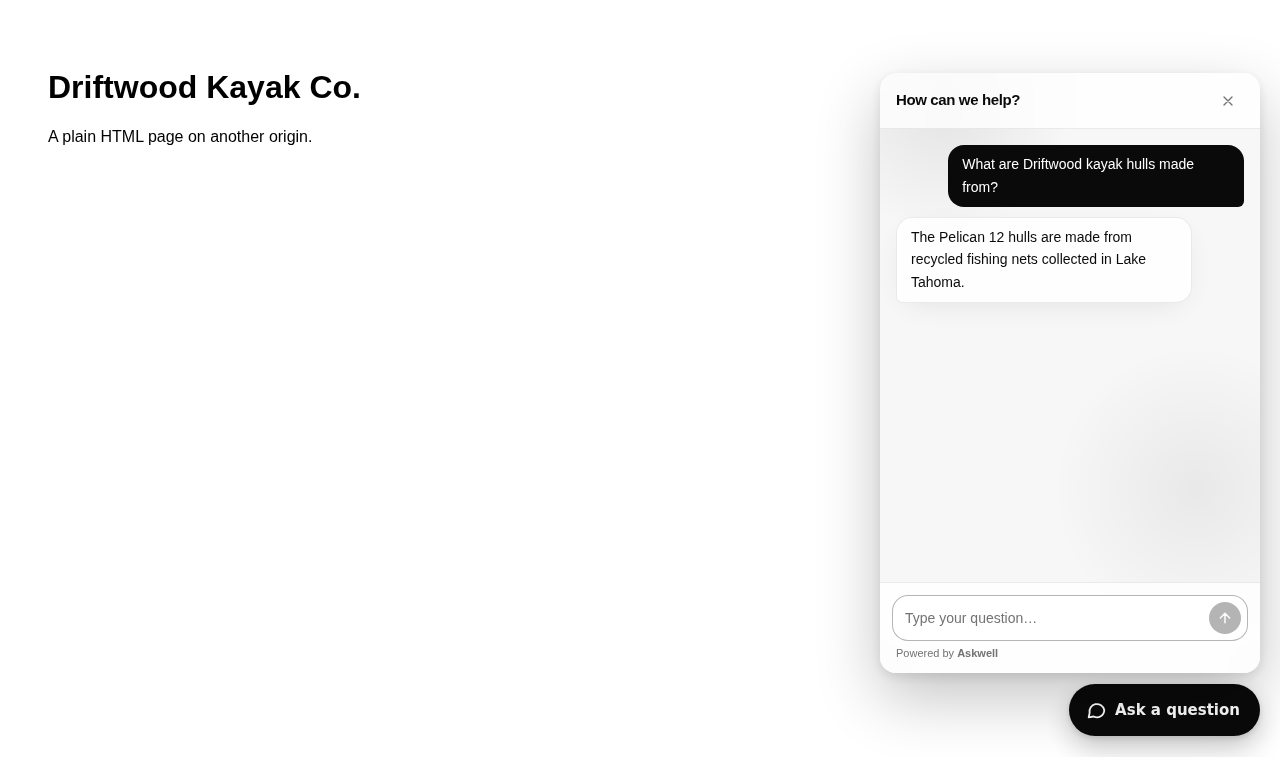 Driftwood Kayak Co.
A plain HTML page on another origin.
How can we help?
What are Driftwood kayak hulls made
from?
The Pelican 12 hulls are made from
recycled fishing nets collected in Lake
Tahoma.
Type your question…
Powered by Askwell
Ask a question